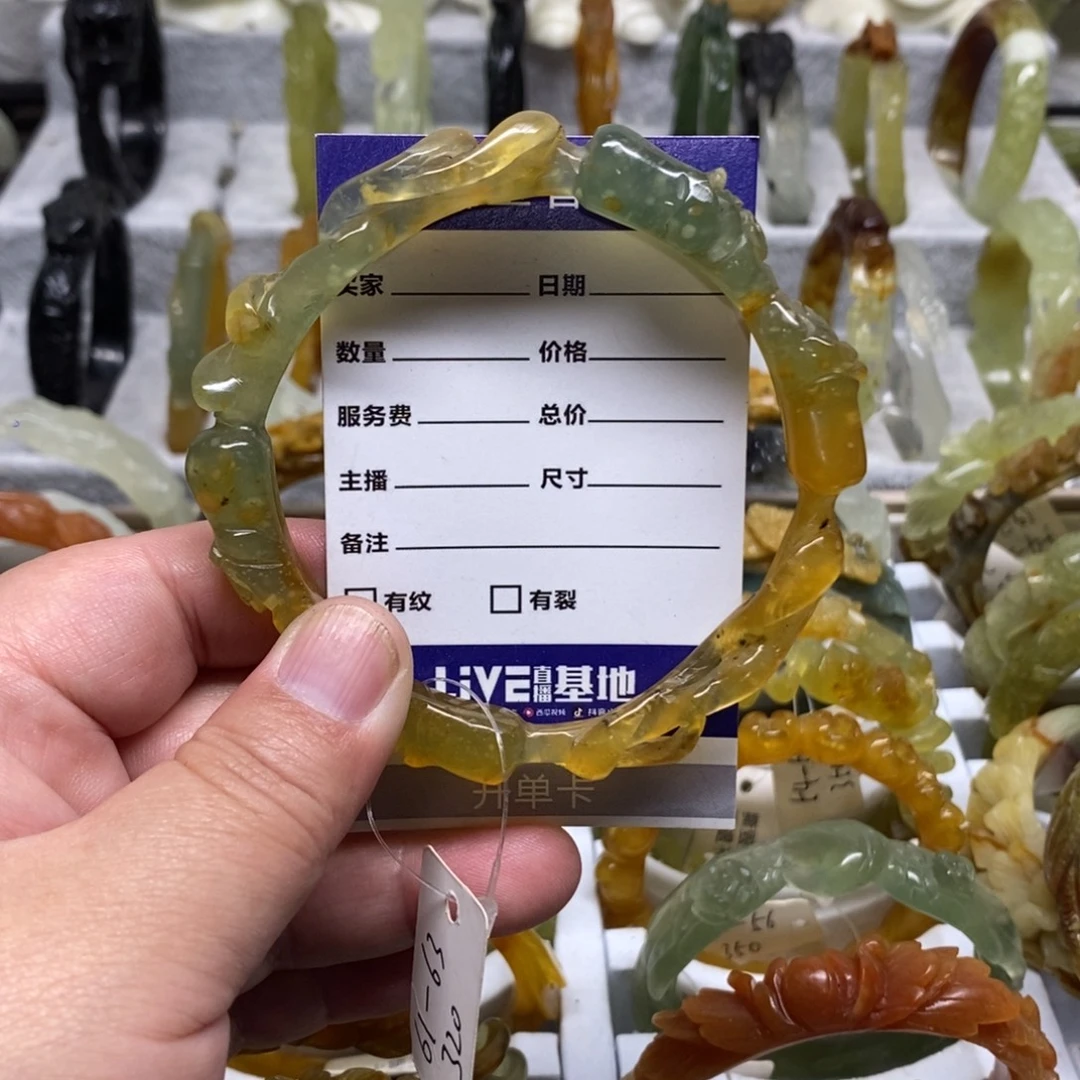 买家 日期
数量 价格
服务费 总价
主播 尺寸
备注
有纹 有裂
LiVE直播基地
开单卡
61-63
320